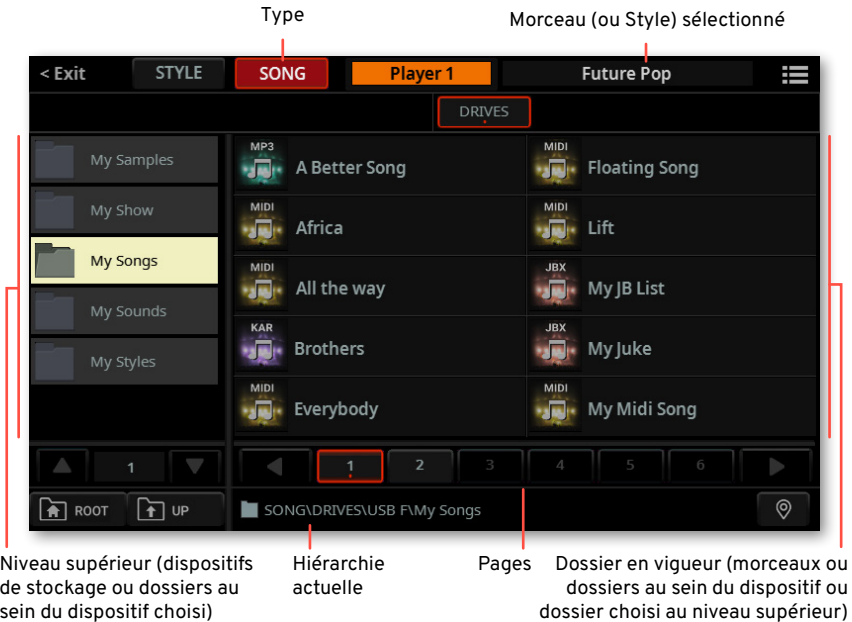 Type
Morceau (ou Style) sélectionné
< Exit
STYLE
SONG
Player 1
Future Pop
DRIVES
My Samples
My Show
My Songs
My Sounds
My Styles
MP3
A Better Song
MIDI
Floating Song
MIDI
Africa
MIDI
Lift
MIDI
All the way
JBX
My JB List
KAR
Brothers
JBX
My Juke
MIDI
Everybody
MIDI
My Midi Song
1
1
2
3
4
5
6
ROOT
UP
SONG\DRIVES\USB F\My Songs
Niveau supérieur (dispositifs
de stockage ou dossiers au
sein du dispositif choisi)
Hiérarchie
actuelle
Pages
Dossier en vigueur (morceaux ou
dossiers au sein du dispositif ou
dossier choisi au niveau supérieur)